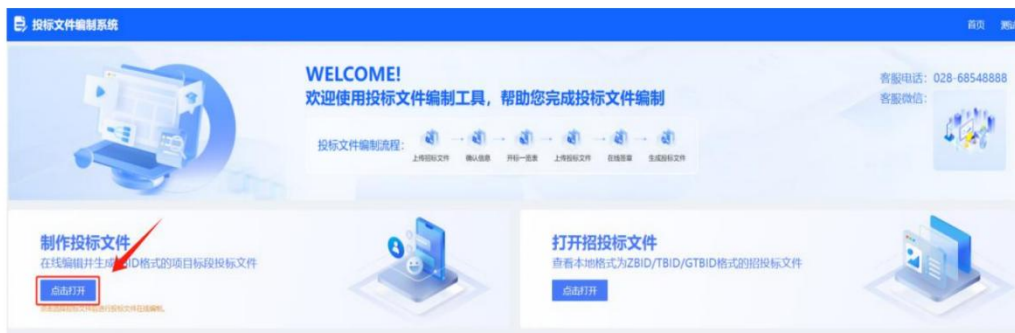 投标文件编制系统
首页
WELCOME!
欢迎使用投标文件编制工具，帮助您完成投标文件编制
客服电话：028-68548888
客服微信：
投标文件编制流程：
上传招标文件 确认信息 开标一览表 上传投标文件 在线签章 生成投标文件
制作投标文件
在线编辑并生成 BID格式的项目标段投标文件
点击打开
打开招投标文件
查看本地格式为ZBID/TBID/GTBID格式的招投标文件
点击打开